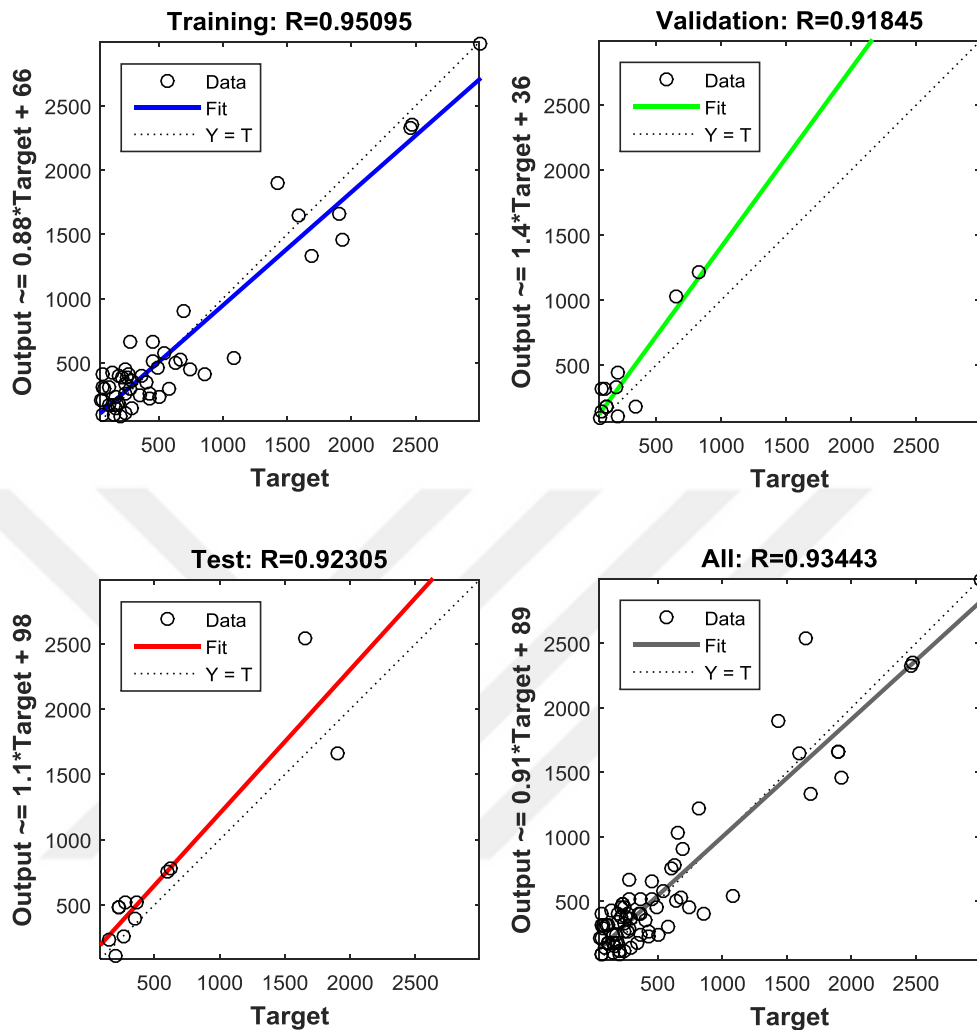 Training: R=0.95095
Output ~= 0.88*Target + 66
Data
Fit
Y = T
2500
2000
1500
1000
500
500 1000 1500 2000 2500
Target
Validation: R=0.91845
Output ~= 1.4*Target + 36
Data
Fit
Y = T
2500
2000
1500
1000
500
500 1000 1500 2000 2500
Target
Test: R=0.92305
Output ~= 1.1*Target + 98
Data
Fit
Y = T
2500
2000
1500
1000
500
500 1000 1500 2000 2500
Target
All: R=0.93443
Output ~= 0.91*Target + 89
Data
Fit
Y = T
2500
2000
1500
1000
500
500 1000 1500 2000 2500
Target